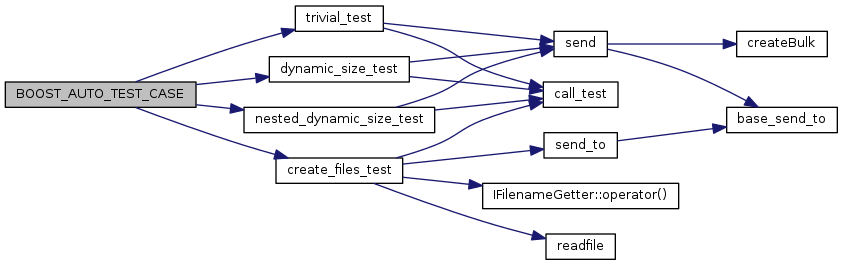 BOOST_AUTO_TEST_CASE
trivial_test
dynamic_size_test
nested_dynamic_size_test
create_files_test
send
call_test
send_to
IFilenameGetter::operator()
readfile
createBulk
base_send_to